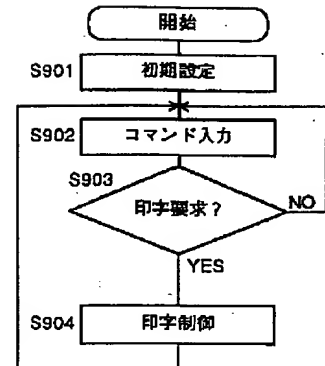 開始
S901 初期設定
S902 コマンド入力
S903
印字要求？ NO
YES
S904 印字制御